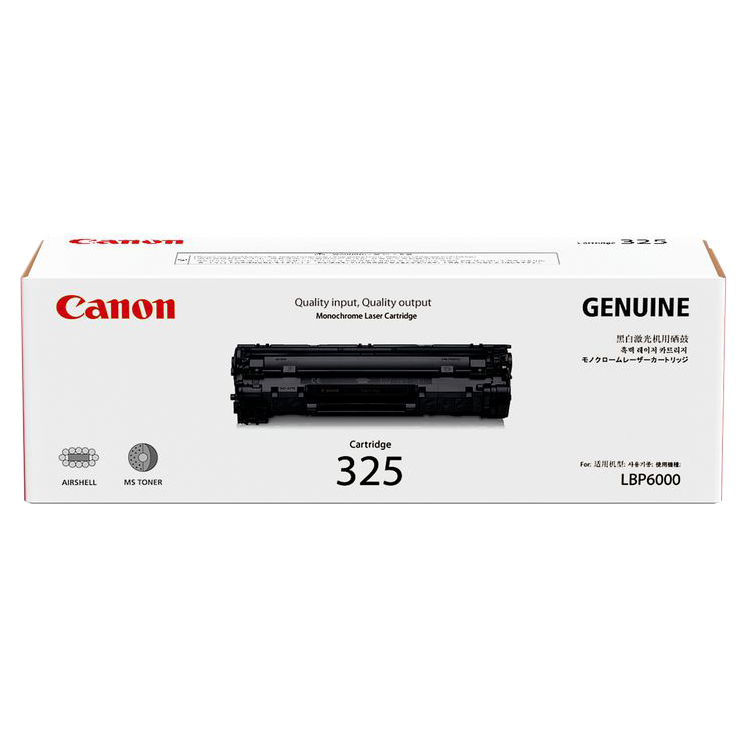 Canon
Cartridge 325
Canon
Quality input, Quality output
Monochrome Laser Cartridge
GENUINE
黑白激光机用硒鼓
흑백 레이저 카트리지
モノクロームレーザーカートリッジ
Cartridge
325
AIRSHELL
MS TONER
For: 适用机型: 사용기종: 使用機種:
LBP6000